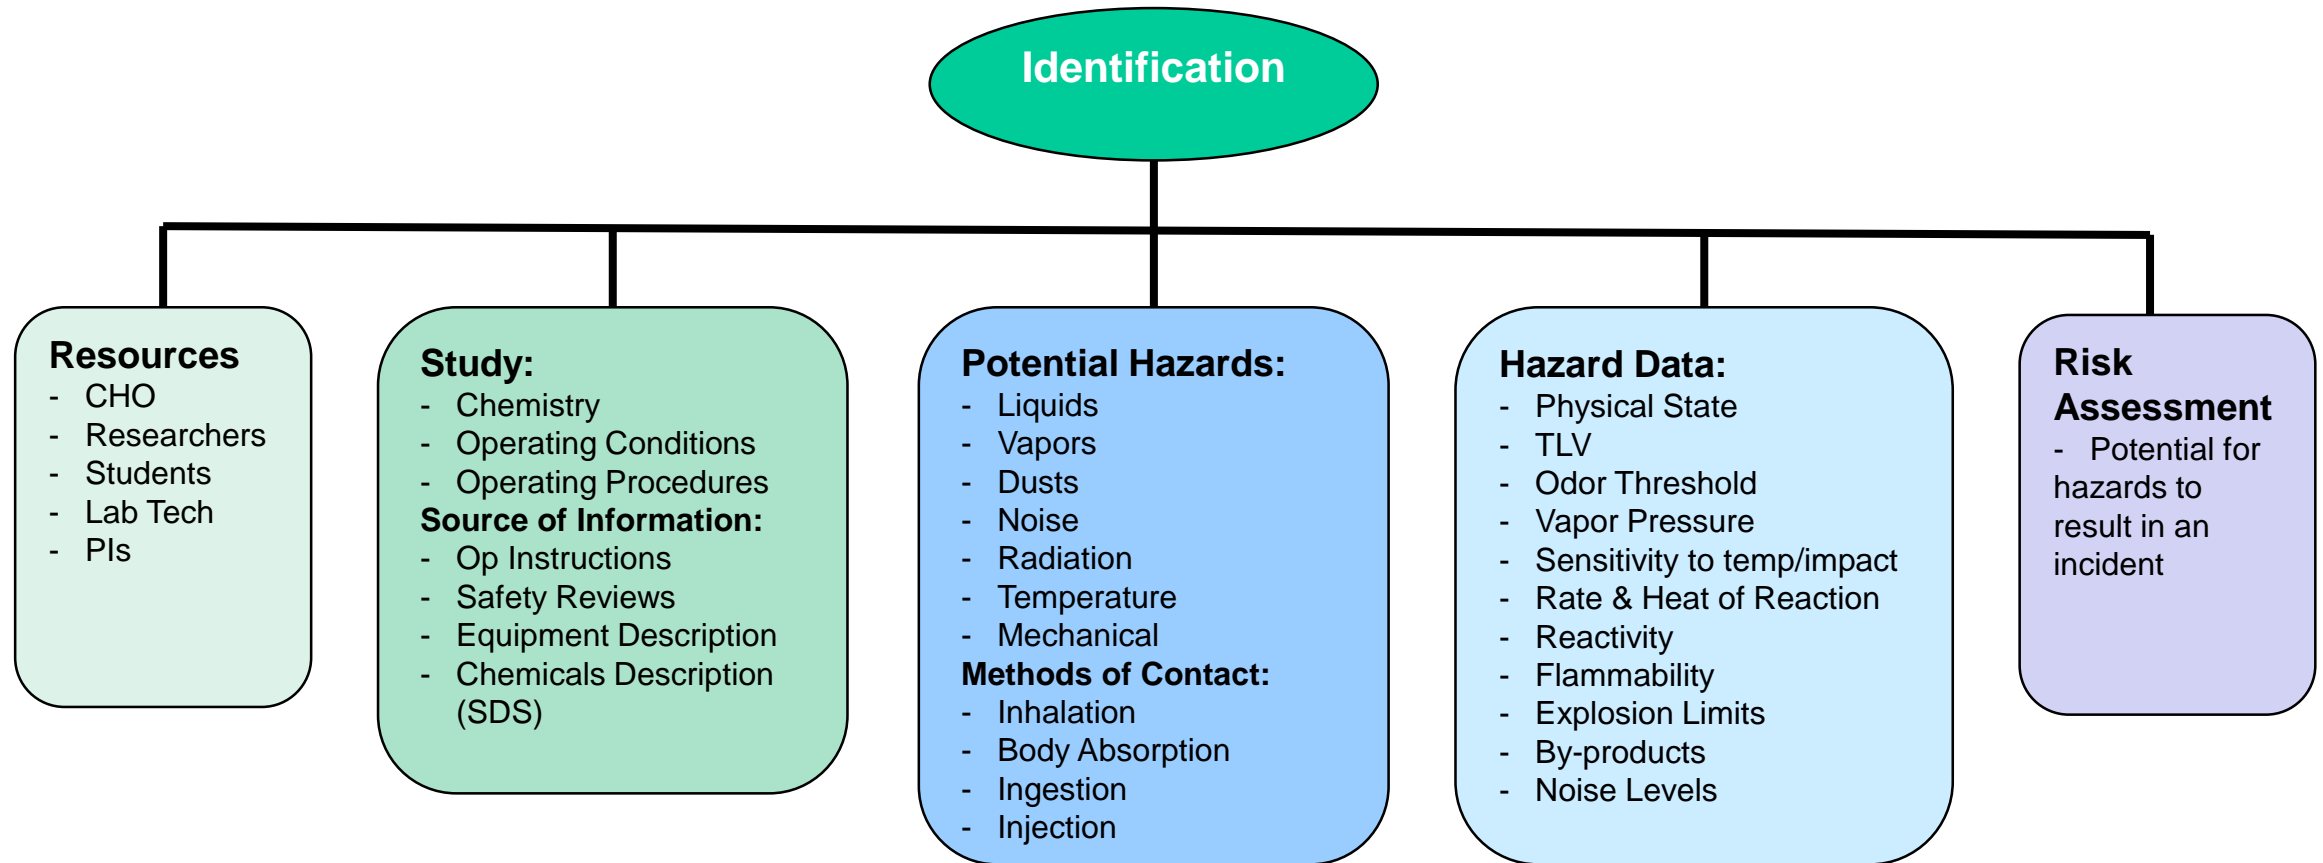 Identification
Resources
- CHO
- Researchers
- Students
- Lab Tech
- PIs
Study:
- Chemistry
- Operating Conditions
- Operating Procedures
Source of Information:
- Op Instructions
- Safety Reviews
- Equipment Description
- Chemicals Description
(SDS)
Potential Hazards:
- Liquids
- Vapors
- Dusts
- Noise
- Radiation
- Temperature
- Mechanical
Methods of Contact:
- Inhalation
- Body Absorption
- Ingestion
- Injection
Hazard Data:
- Physical State
- TLV
- Odor Threshold
- Vapor Pressure
- Sensitivity to temp/impact
- Rate & Heat of Reaction
- Reactivity
- Flammability
- Explosion Limits
- By-products
- Noise Levels
Risk
Assessment
- Potential for
hazards to
result in an
incident